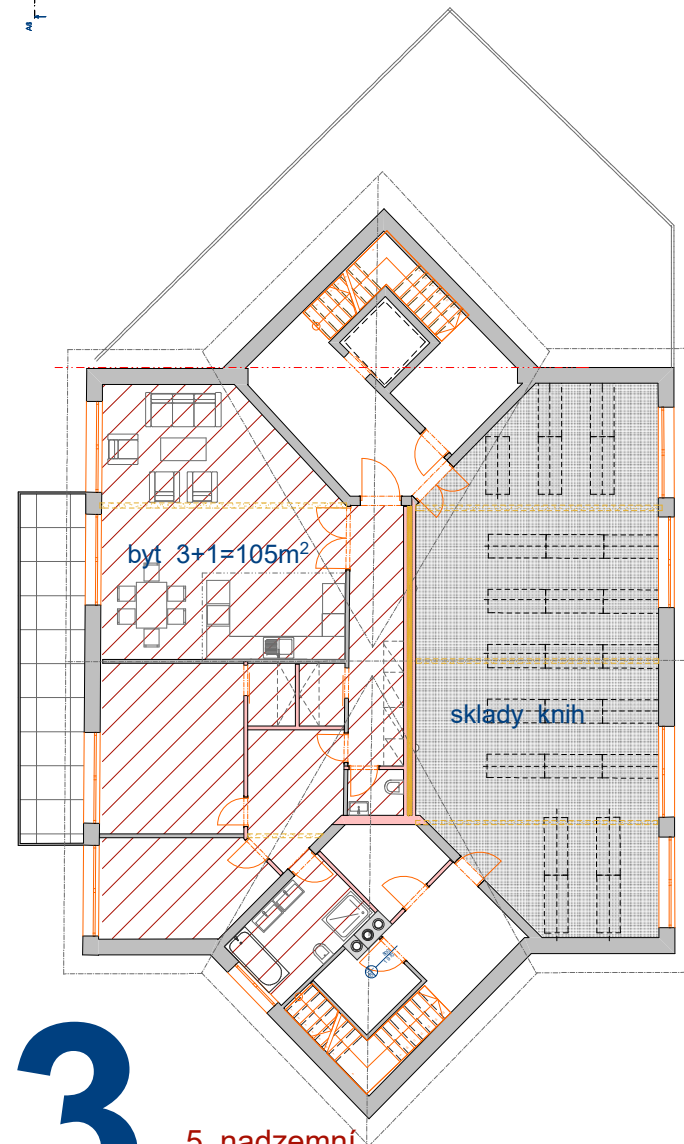 byt 3+1=105m²
sklady knih
3
5. nadzemní